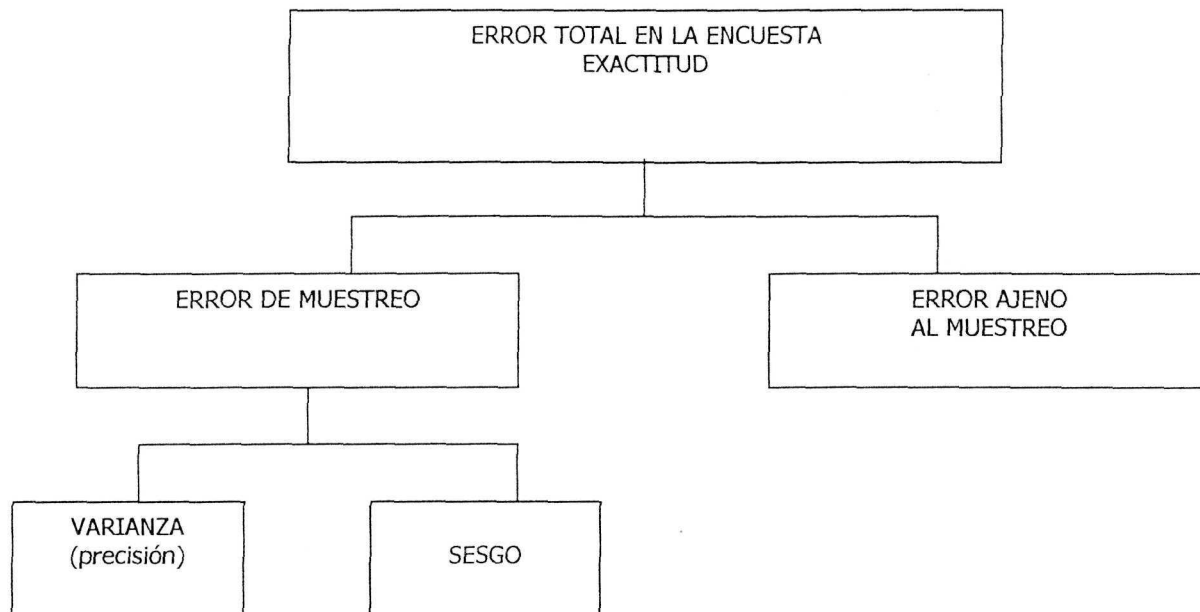 ERROR TOTAL EN LA ENCUESTA
EXACTITUD
ERROR DE MUESTREO
ERROR AJENO
AL MUESTREO
VARIANZA
(precisión)
SESGO